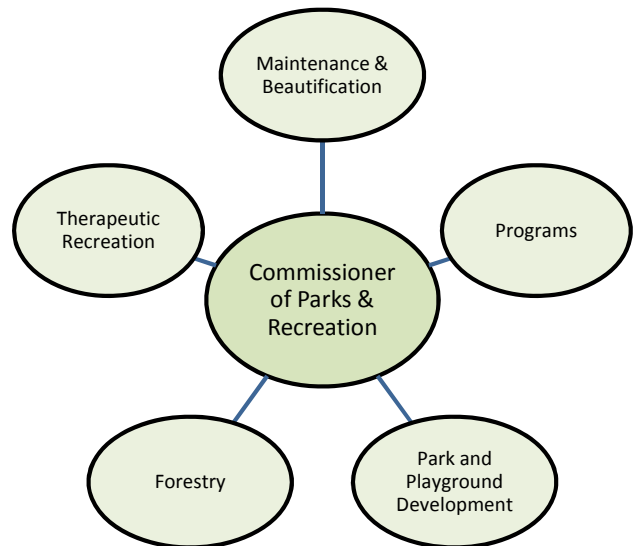 Maintenance &
Beautification
Therapeutic
Recreation
Programs
Commissioner
of Parks &
Recreation
Forestry
Park and
Playground
Development